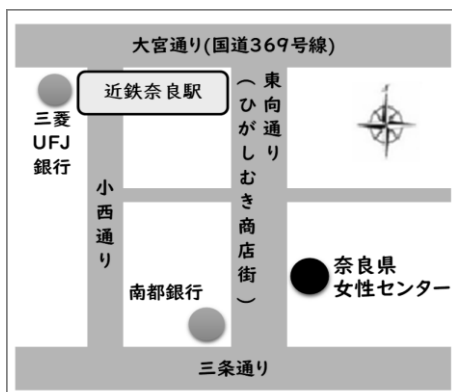 大宮通り(国道369号線)
近鉄奈良駅
三菱
UFJ
銀行
小西通り
東向通り
(ひがしむき商店街)
奈良県
女性センター
南都銀行
三条通り